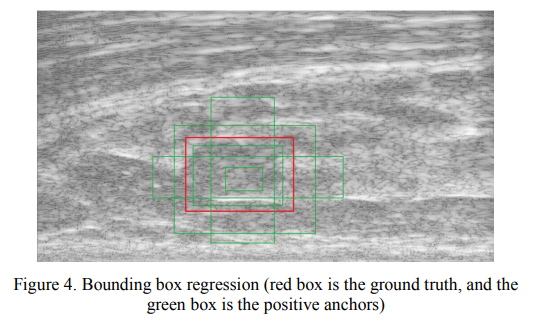 Figure 4. Bounding box regression (red box is the ground truth, and the
green box is the positive anchors)